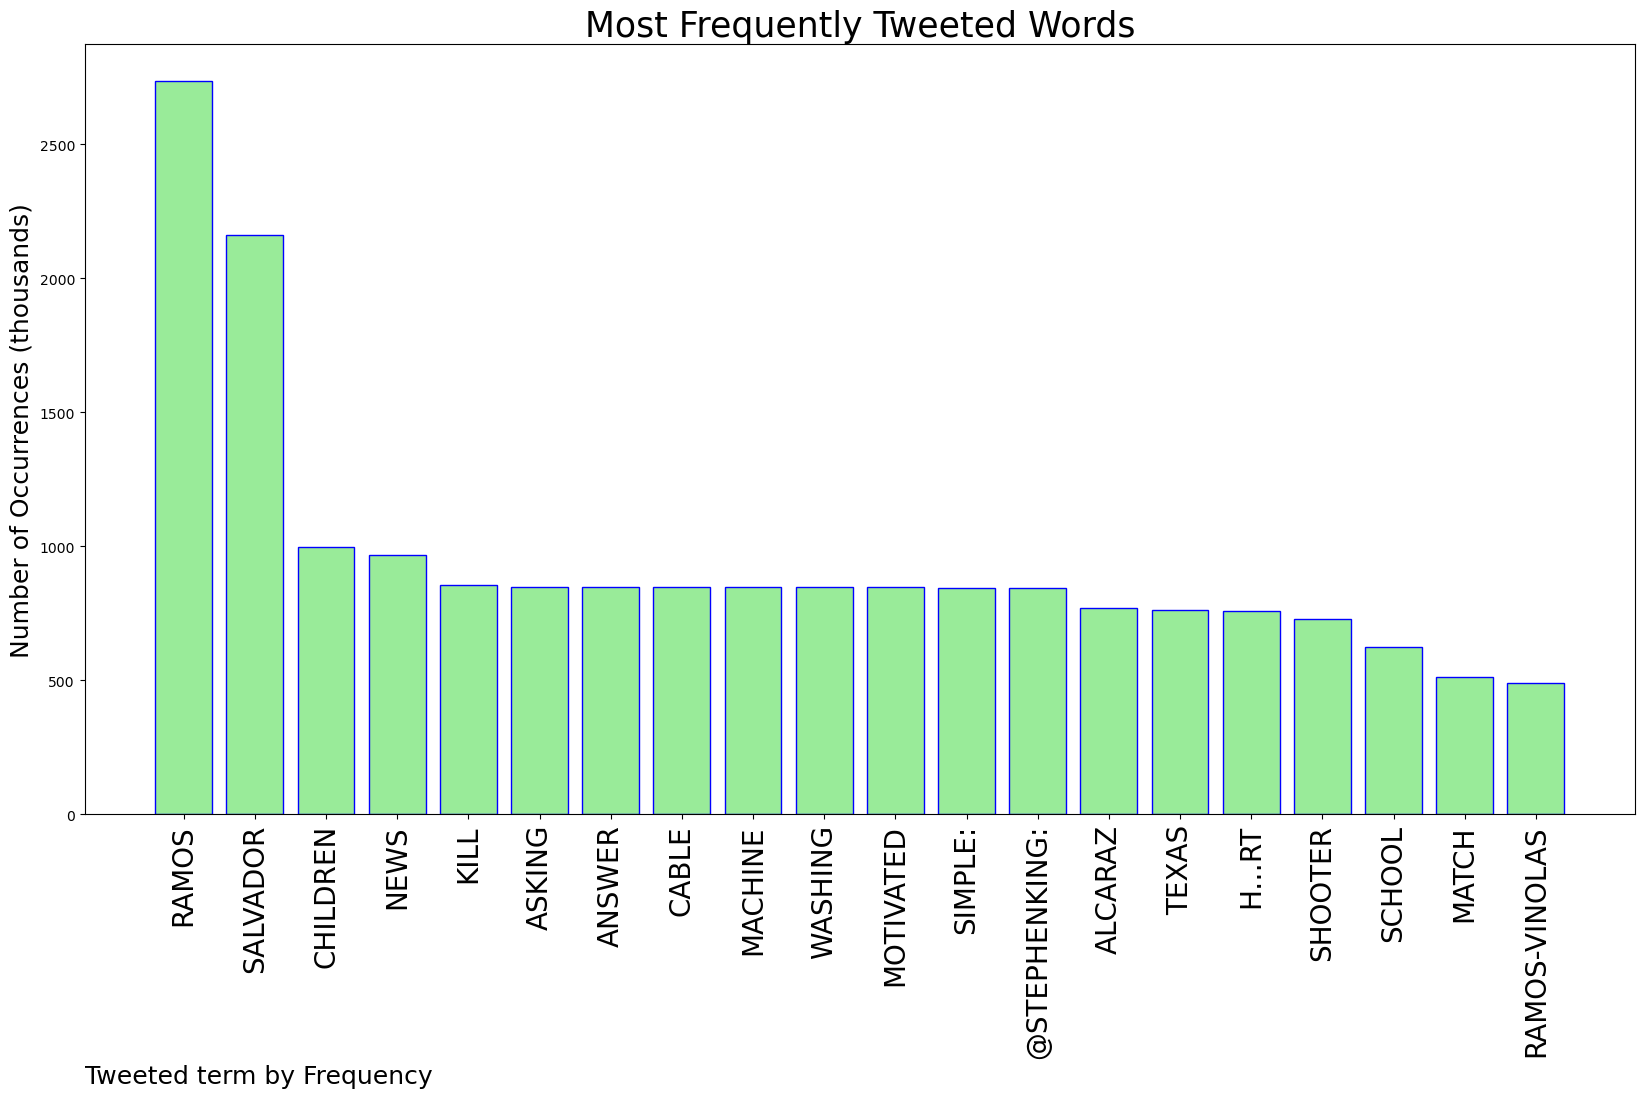 Most Frequently Tweeted Words
Number of Occurrences (thousands)
2500
2000
1500
1000
500
0
RAMOS
SALVADOR
CHILDREN
NEWS
KILL
ASKING
ANSWER
CABLE
MACHINE
WASHING
MOTIVATED
SIMPLE:
@STEPHENKING:
ALCARAZ
TEXAS
H...RT
SHOOTER
SCHOOL
MATCH
RAMOS-VINOLAS
Tweeted term by Frequency